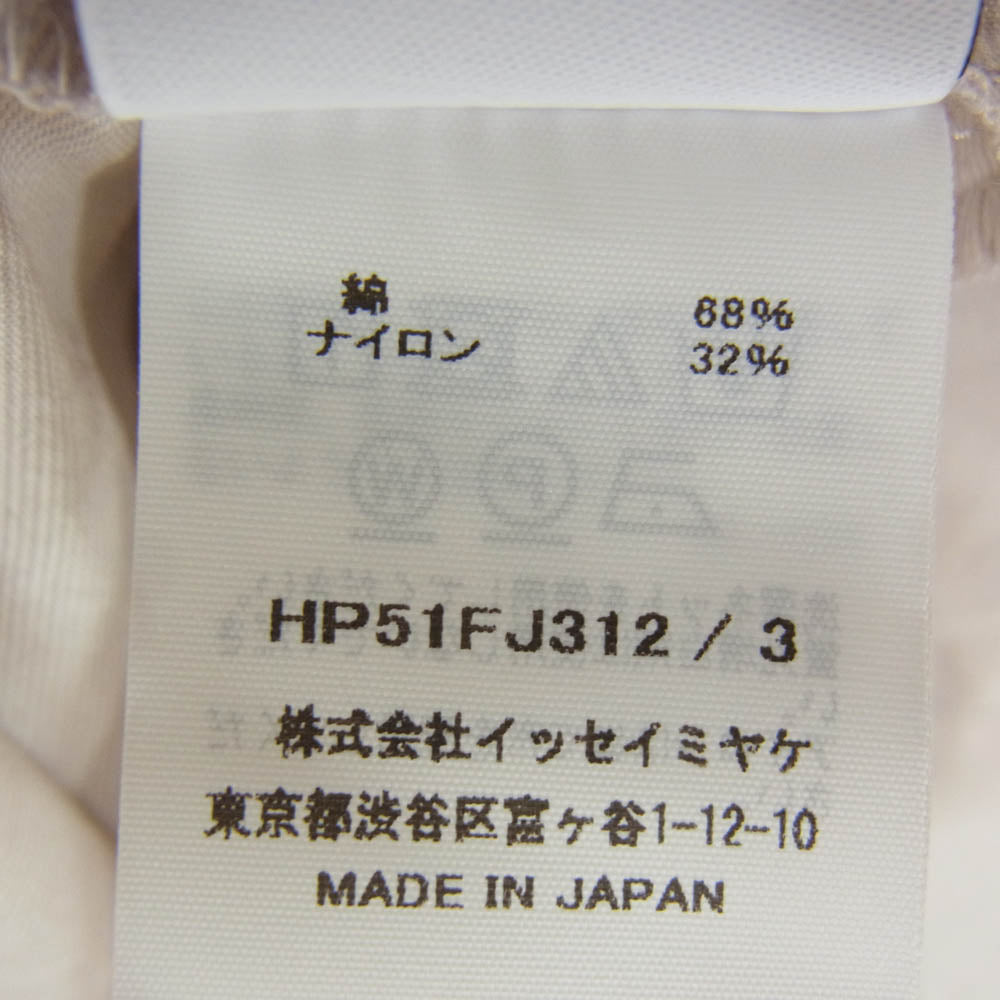 綿 68%
ナイロン 32%
HP51FJ312 / 3
株式会社イッセイミヤケ
東京都渋谷区富ヶ谷1-12-10
MADE IN JAPAN